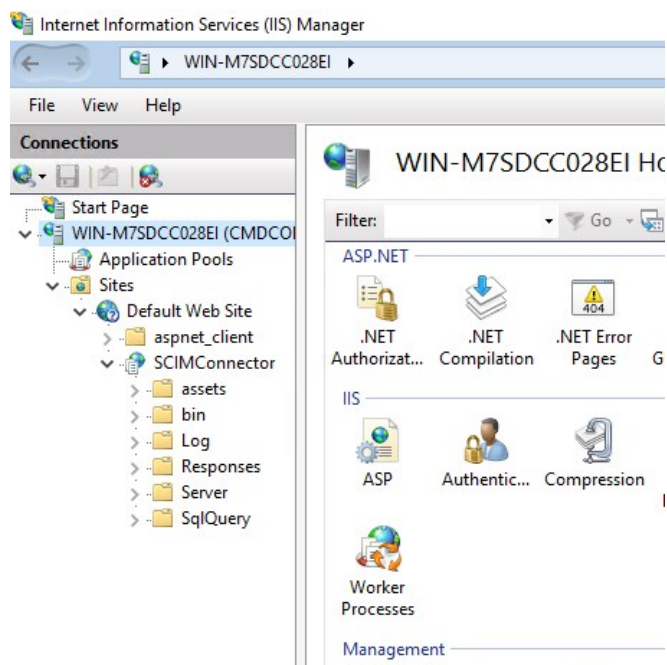 Internet Information Services (IIS) Manager
WIN-M7SDCC028EI
File View Help
Connections
Start Page
WIN-M7SDCC028EI (CMDCO
Application Pools
Sites
Default Web Site
aspnet_client
SCIMConnector
assets
bin
Log
Responses
Server
SqlQuery
WIN-M7SDCC028EI Ho
Filter: Go
ASP.NET
.NET Authorizat...
.NET Compilation
.NET Error Pages
404
IIS
ASP
Authentic...
Compression
Worker Processes
Management